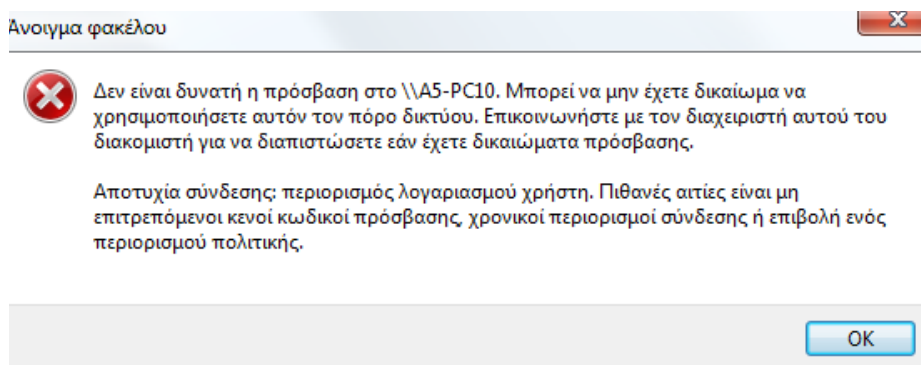 Άνοιγμα φακέλου
Δεν είναι δυνατή η πρόσβαση στο \\A5-PC10. Μπορεί να μην έχετε δικαίωμα να
χρησιμοποιήσετε αυτόν τον πόρο δικτύου. Επικοινωνήστε με τον διαχειριστή αυτού του
διακομιστή για να διαπιστώσετε εάν έχετε δικαιώματα πρόσβασης.
Αποτυχία σύνδεσης: περιορισμός λογαριασμού χρήστη. Πιθανές αιτίες είναι μη
επιτρεπόμενοι κενοί κωδικοί πρόσβασης, χρονικοί περιορισμοί σύνδεσης ή επιβολή ενός
περιορισμού πολιτικής.
OK